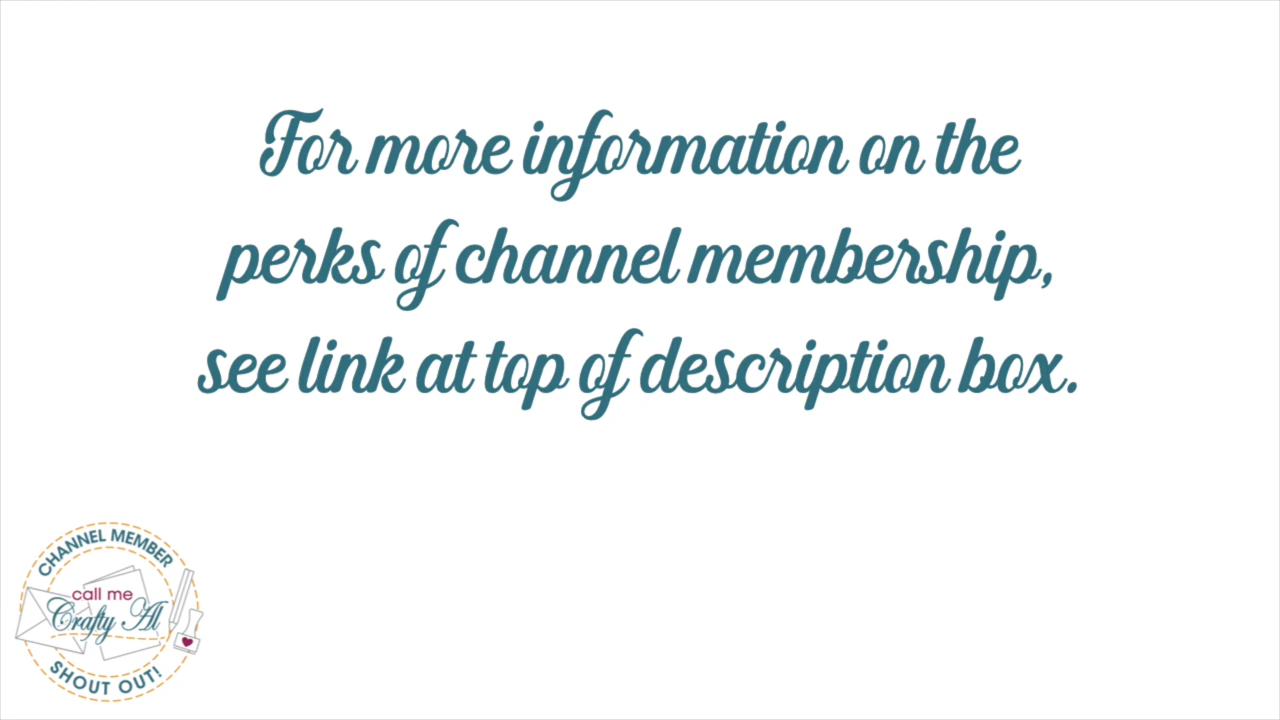 For more information on the
perks of channel membership,
see link at top of description box.
CHANNEL MEMBER
call me
Crafty Al
SHOUT OUT!